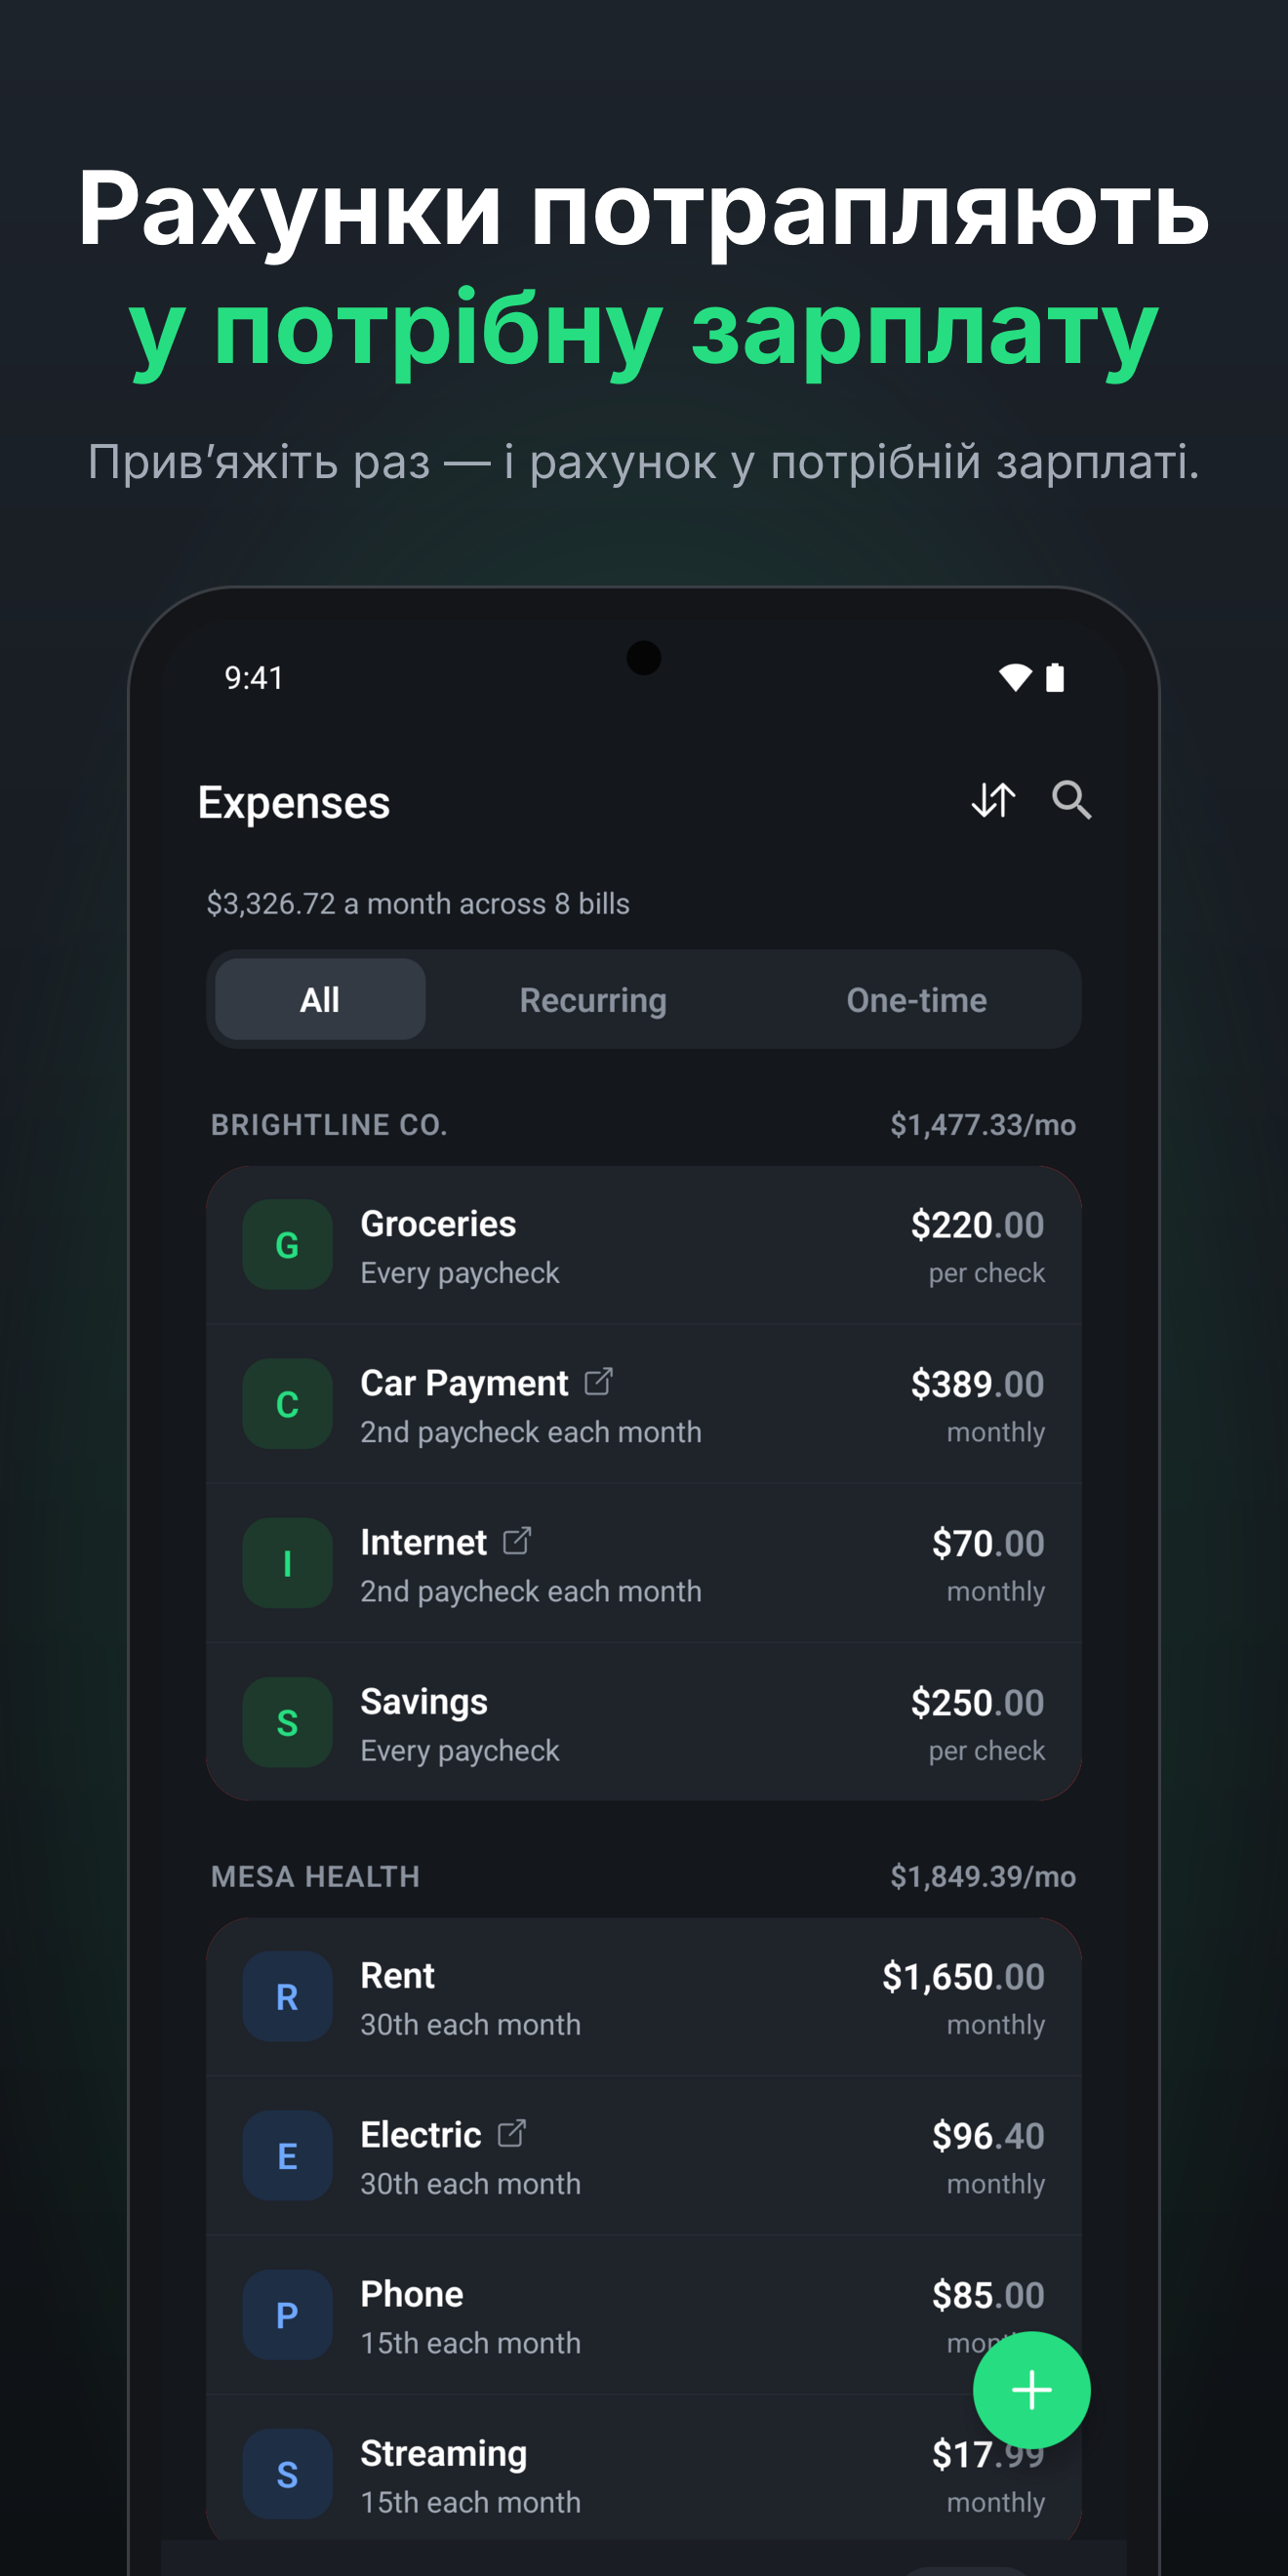 Рахунки потрапляють
у потрібну зарплату
Прив’яжіть раз — і рахунок у потрібній зарплаті.
9:41
Expenses
$3,326.72 a month across 8 bills
All Recurring One-time
BRIGHTLINE CO. $1,477.33/mo
G Groceries $220.00
Every paycheck per check
C Car Payment $389.00
2nd paycheck each month monthly
I Internet $70.00
2nd paycheck each month monthly
S Savings $250.00
Every paycheck per check
MESA HEALTH $1,849.39/mo
R Rent $1,650.00
30th each month monthly
E Electric $96.40
30th each month monthly
P Phone $85.00
15th each month
S Streaming $17.99
15th each month monthly